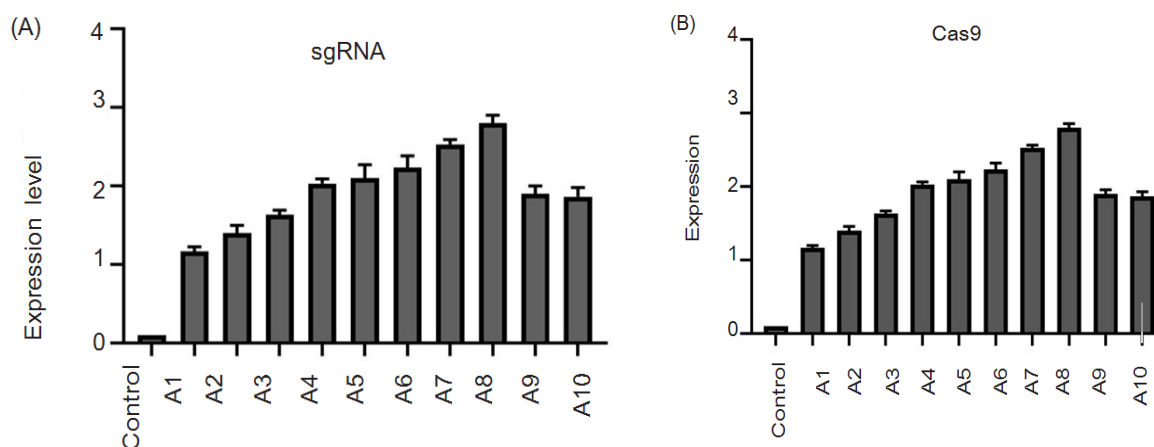 (A)
sgRNA
Expression level
4
3
2
1
0
Control
A1
A2
A3
A4
A5
A6
A7
A8
A9
A10
(B)
Cas9
Expression
4
3
2
1
0
Control
A1
A2
A3
A4
A5
A6
A7
A8
A9
A10